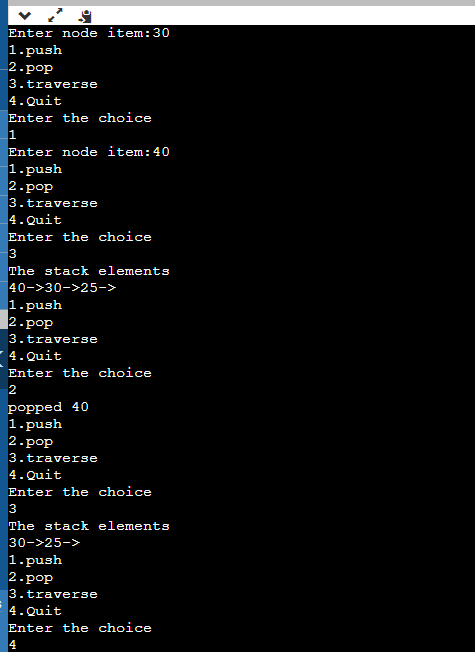 Enter node item:30
1.push
2.pop
3.traverse
4.Quit
Enter the choice
1
Enter node item:40
1.push
2.pop
3.traverse
4.Quit
Enter the choice
3
The stack elements
40->30->25->
1.push
2.pop
3.traverse
4.Quit
Enter the choice
2
popped 40
1.push
2.pop
3.traverse
4.Quit
Enter the choice
3
The stack elements
30->25->
1.push
2.pop
3.traverse
4.Quit
Enter the choice
4